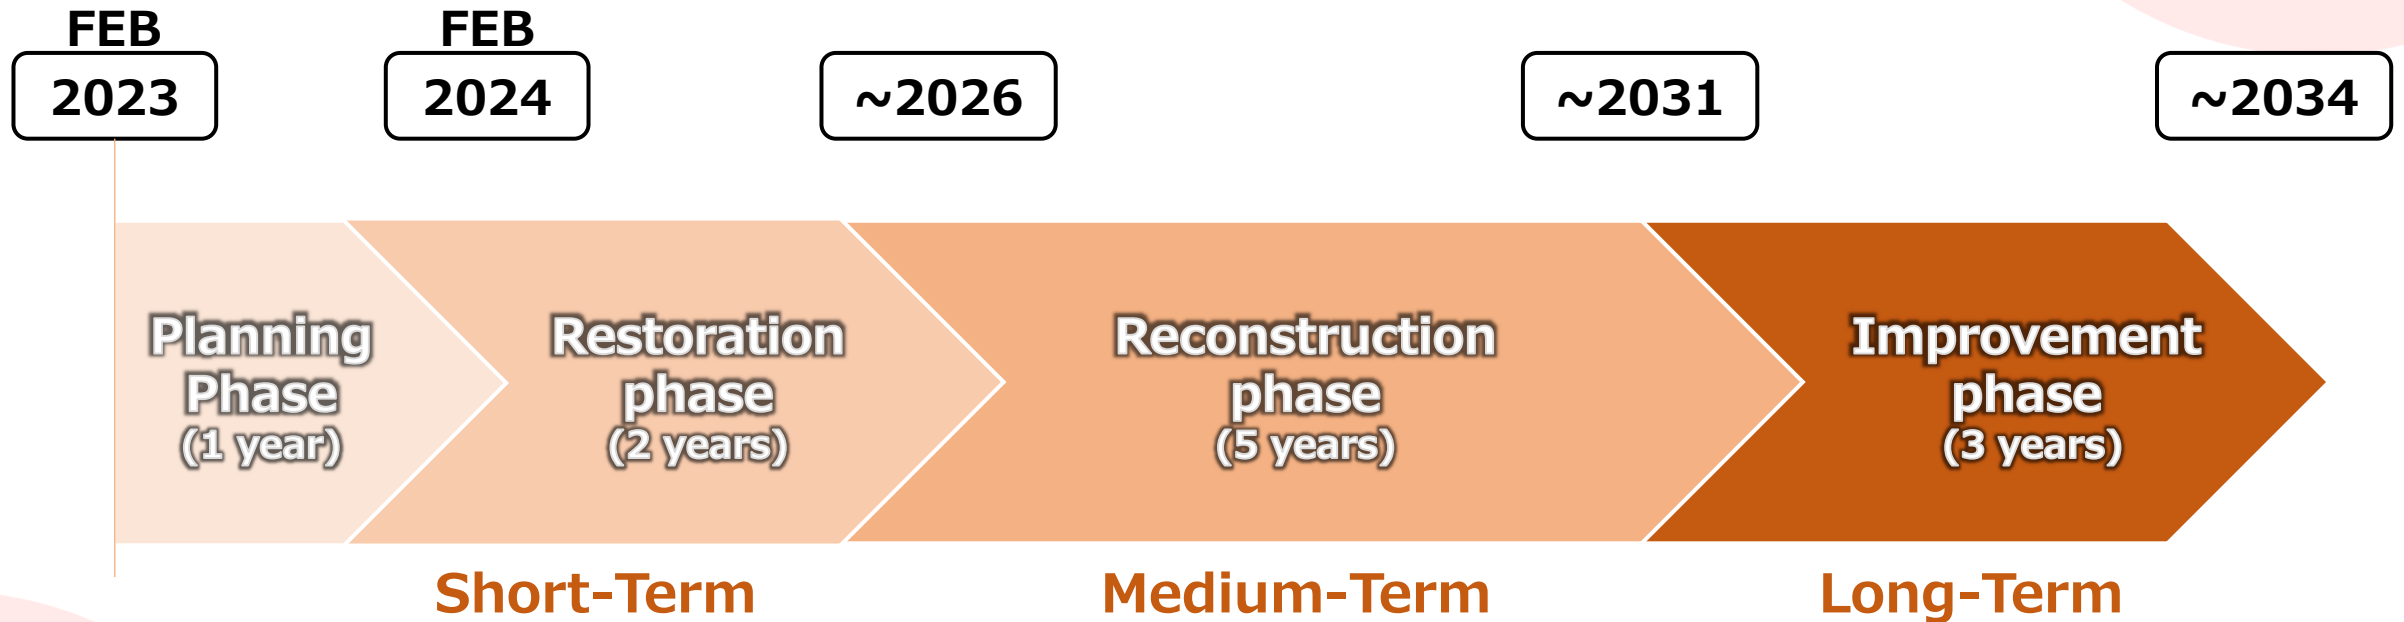 FEB
2023
FEB
2024
~2026
~2031
~2034
Planning
Phase
(1 year)
Restoration
phase
(2 years)
Reconstruction
phase
(5 years)
Improvement
phase
(3 years)
Short-Term
Medium-Term
Long-Term